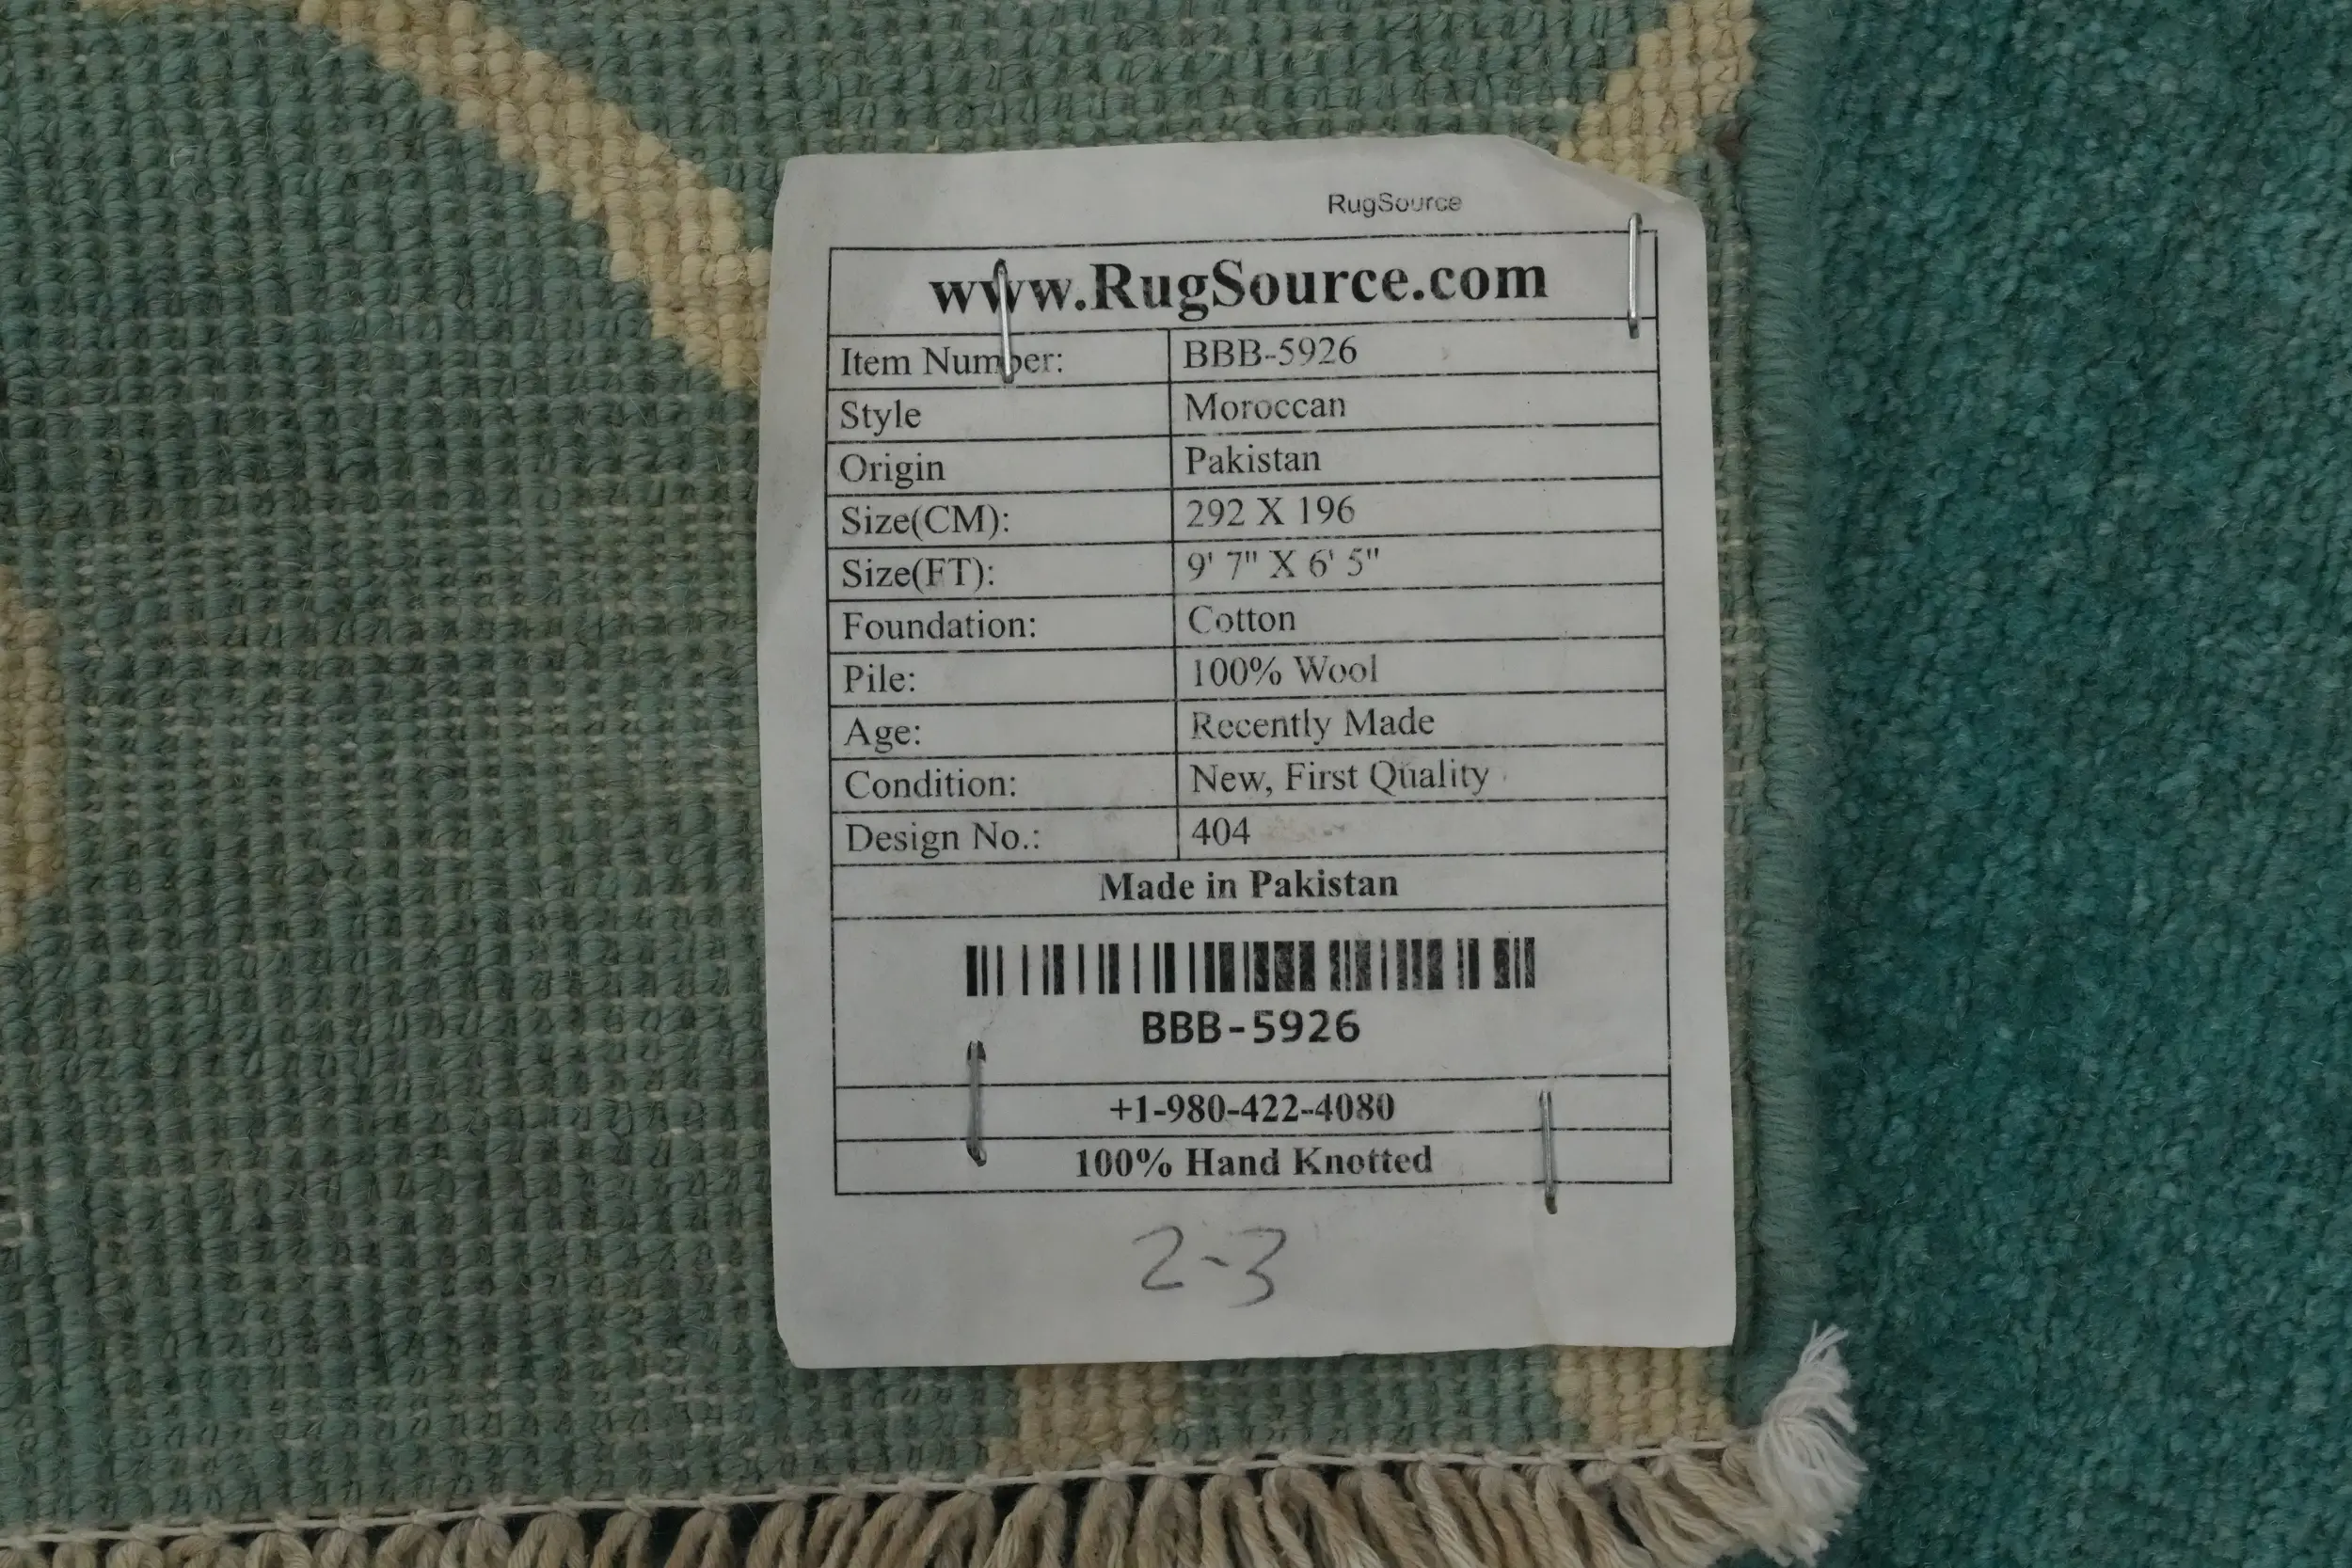 RugSource
www.RugSource.com
Item Number: BBB-5926
Style Moroccan
Origin Pakistan
Size(CM): 292 X 196
Size(FT): 9' 7" X 6' 5"
Foundation: Cotton
Pile: 100% Wool
Age: Recently Made
Condition: New, First Quality
Design No.: 404
Made in Pakistan
BBB-5926
+1-980-422-4080
100% Hand Knotted
2-3